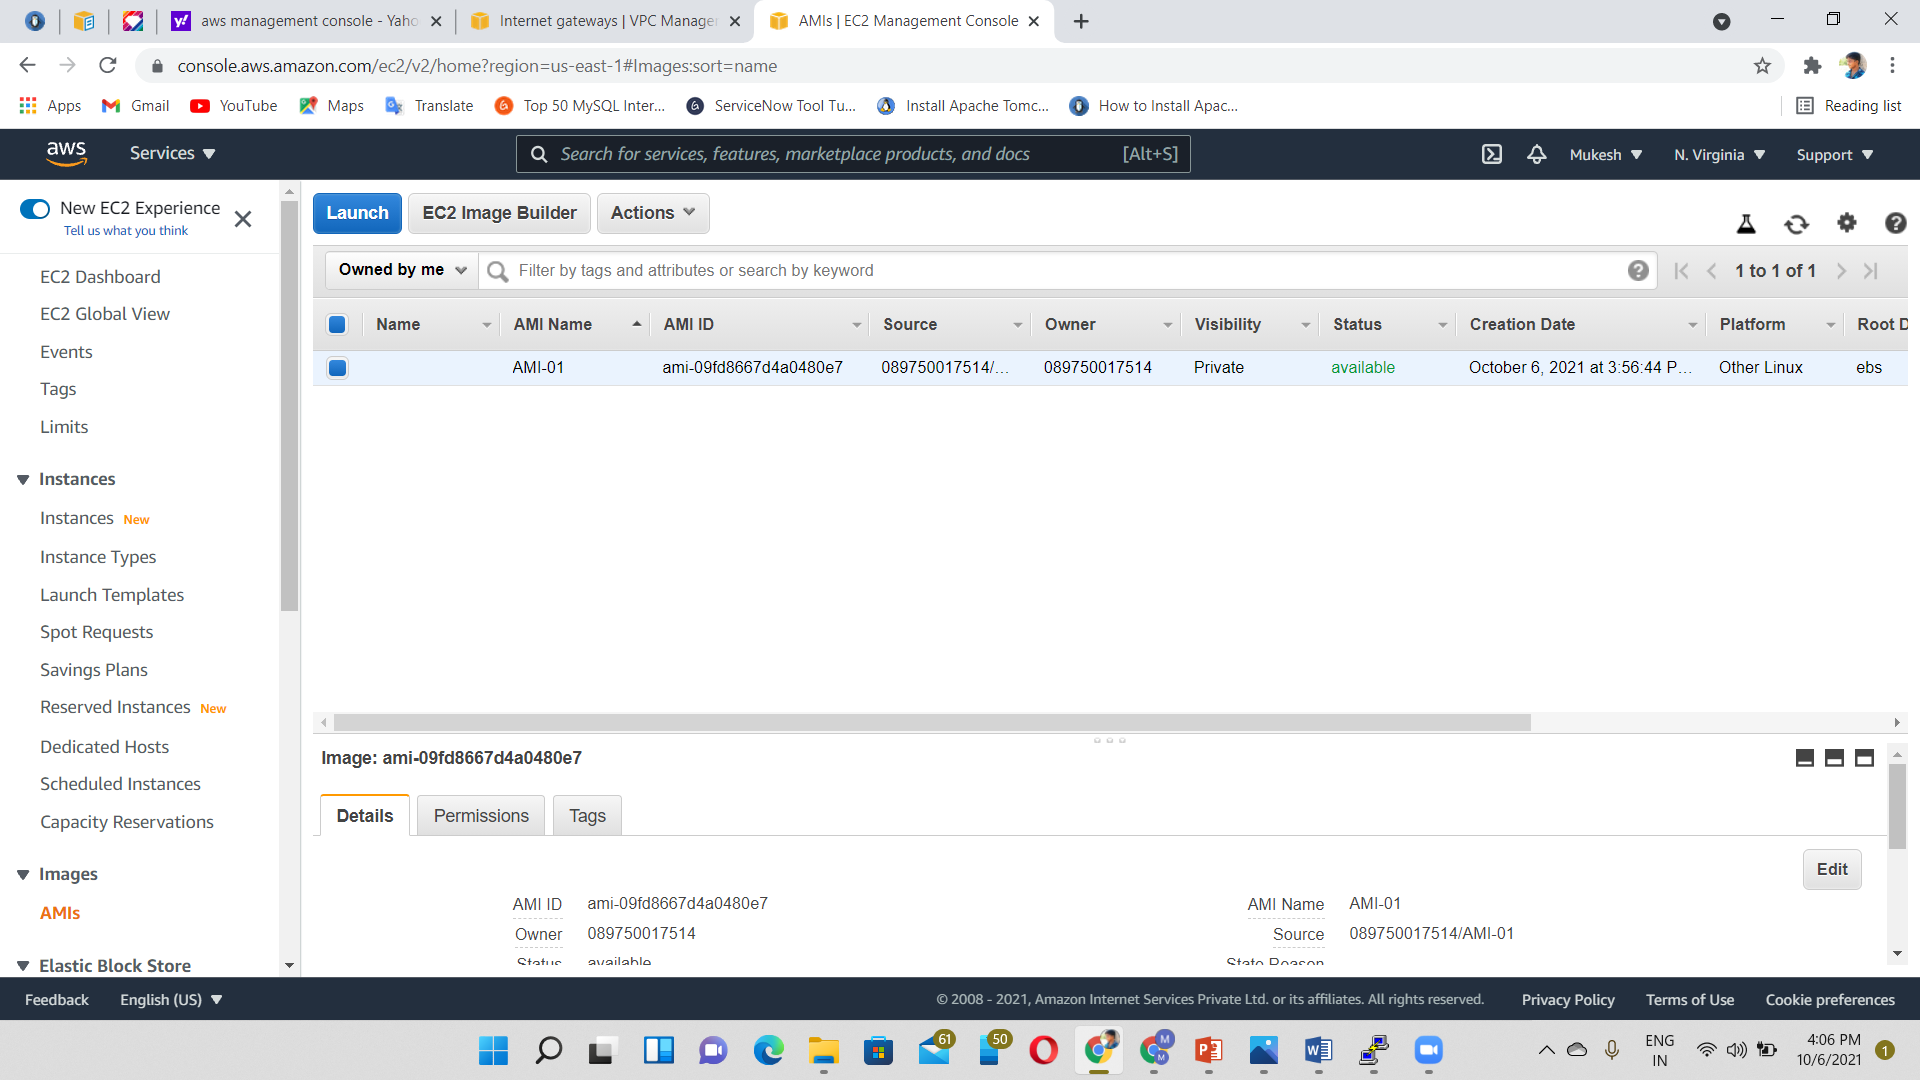 aws management console - Yaho
Internet gateways | VPC Manage
AMIs | EC2 Management Console
console.aws.amazon.com/ec2/v2/home?region=us-east-1#Images:sort=name
Apps
Gmail
YouTube
Maps
Translate
Top 50 MySQL Inter...
ServiceNow Tool Tu...
Install Apache Tomc...
How to Install Apac...
Reading list
aws
Services
Search for services, features, marketplace products, and docs
[Alt+S]
Mukesh
N. Virginia
Support
New EC2 Experience
Tell us what you think
EC2 Dashboard
EC2 Global View
Events
Tags
Limits
Instances
Instances New
Instance Types
Launch Templates
Spot Requests
Savings Plans
Reserved Instances New
Dedicated Hosts
Scheduled Instances
Capacity Reservations
Images
AMIs
Elastic Block Store
Launch
EC2 Image Builder
Actions
Owned by me
Filter by tags and attributes or search by keyword
1 to 1 of 1
Name AMI Name AMI ID Source Owner Visibility Status Creation Date Platform Root D
AMI-01 ami-09fd8667d4a0480e7 089750017514/... 089750017514 Private available October 6, 2021 at 3:56:44 P... Other Linux ebs
Image: ami-09fd8667d4a0480e7
Details
Permissions
Tags
Edit
AMI ID ami-09fd8667d4a0480e7
AMI Name AMI-01
Owner 089750017514
Source 089750017514/AMI-01
Status available
State Reason
Feedback
English (US)
© 2008 - 2021, Amazon Internet Services Private Ltd. or its affiliates. All rights reserved.
Privacy Policy
Terms of Use
Cookie preferences
61
50
M
M
ENG
IN
4:06 PM
10/6/2021
1